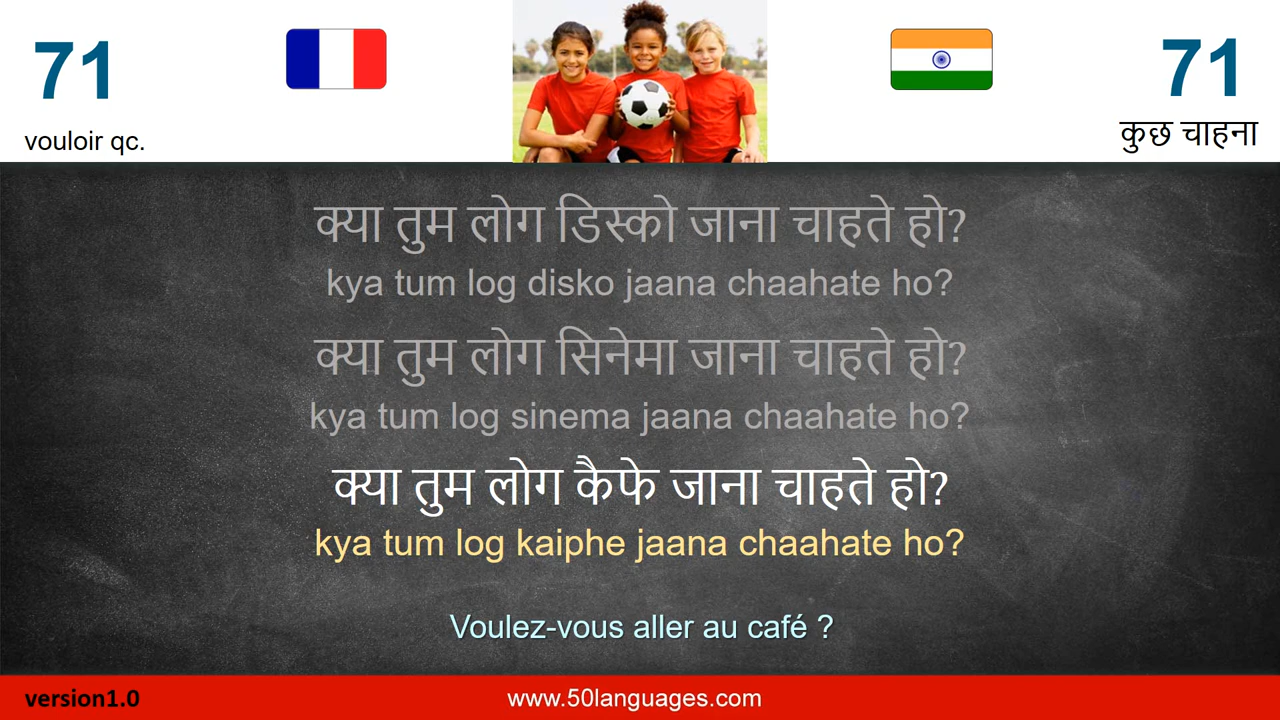 71
71
vouloir qc.
कुछ चाहना
क्या तुम लोग डिस्को जाना चाहते हो?
kya tum log disko jaana chaahate ho?
क्या तुम लोग सिनेमा जाना चाहते हो?
kya tum log sinema jaana chaahate ho?
क्या तुम लोग कैफे जाना चाहते हो?
kya tum log kaiphe jaana chaahate ho?
Voulez-vous aller au café ?
version1.0
www.50languages.com